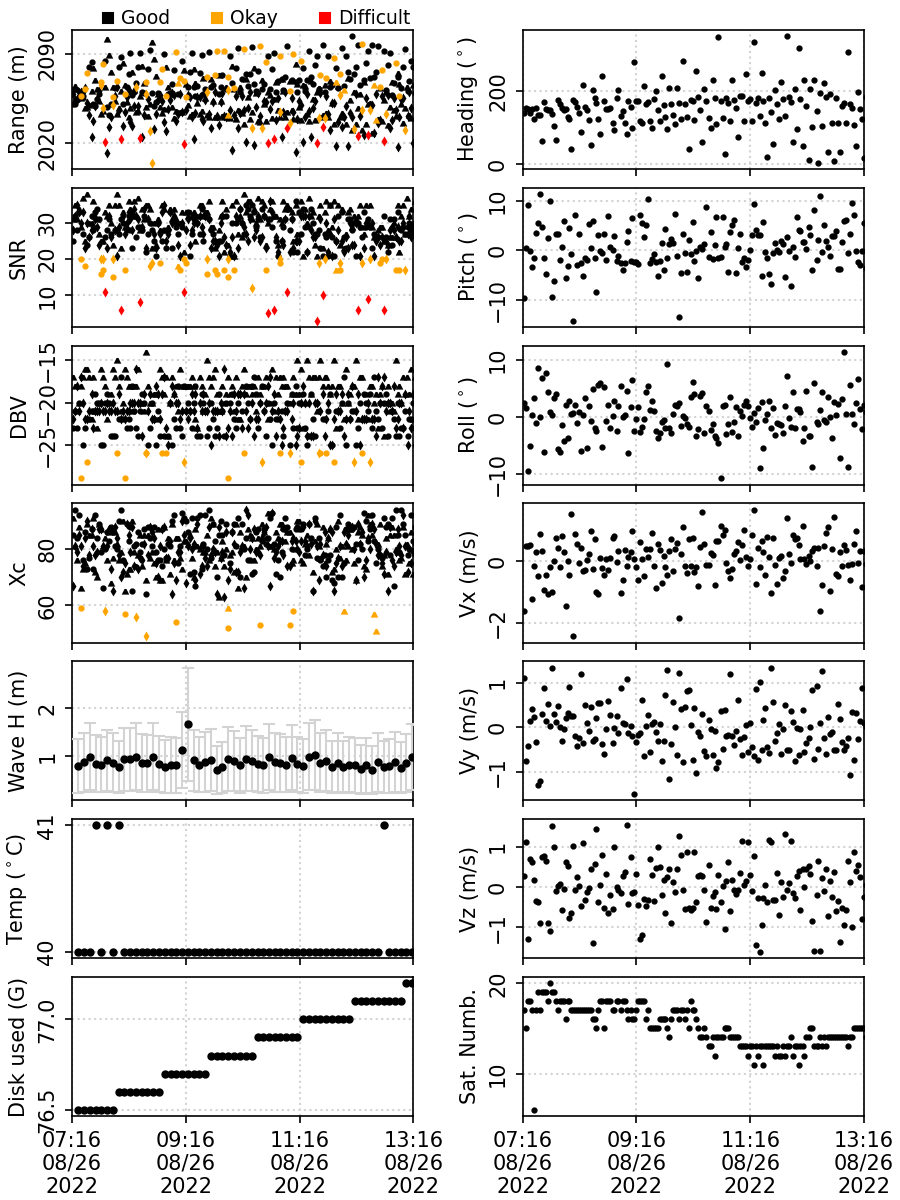 Good Okay Difficult
Range (m)
2090
2020
Heading (°)
200
0
SNR
30
20
10
Pitch (°)
10
0
−10
DBV
−15
−20
−25
Roll (°)
10
0
−10
Xc
80
60
Vx (m/s)
0
−2
Wave H (m)
2
1
Vy (m/s)
1
0
−1
Temp (°C)
41
40
Vz (m/s)
1
0
−1
Disk used (G)
77.0
76.5
Sat. Numb.
20
10
07:16 09:16 11:16 13:16
08/26 08/26 08/26 08/26
2022 2022 2022 2022
07:16 09:16 11:16 13:16
08/26 08/26 08/26 08/26
2022 2022 2022 2022